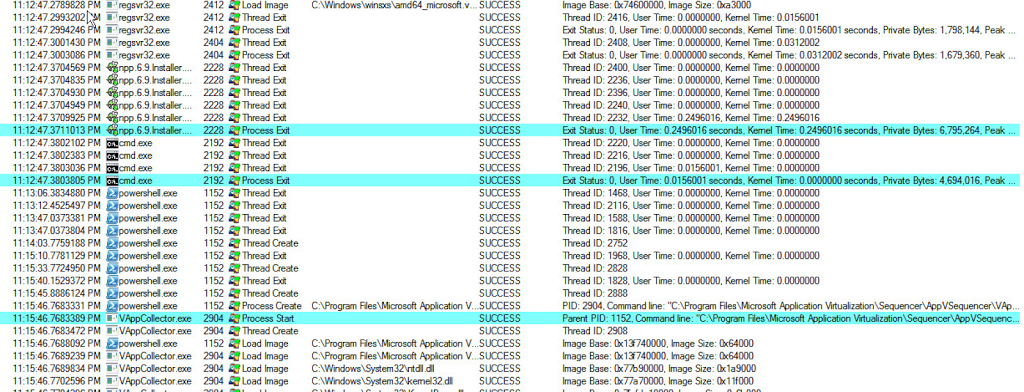 11:12:47.2789828 PM regsvr32.exe 2412 Load Image C:\Windows\winsxs\amd64_microsoft.v... SUCCESS Image Base: 0x74600000, Image Size: 0xa3000
11:12:47.2993202 PM regsvr32.exe 2412 Thread Exit SUCCESS Thread ID: 2416, User Time: 0.0000000, Kernel Time: 0.0156001
11:12:47.2994246 PM regsvr32.exe 2412 Process Exit SUCCESS Exit Status: 0, User Time: 0.0000000 seconds, Kernel Time: 0.0156001 seconds, Private Bytes: 1,798,144, Peak ...
11:12:47.3001430 PM regsvr32.exe 2404 Thread Exit SUCCESS Thread ID: 2408, User Time: 0.0000000, Kernel Time: 0.0312002
11:12:47.3003086 PM regsvr32.exe 2404 Process Exit SUCCESS Exit Status: 0, User Time: 0.0000000 seconds, Kernel Time: 0.0312002 seconds, Private Bytes: 1,679,360, Peak ...
11:12:47.3704569 PM npp.6.9.Installer.... 2228 Thread Exit SUCCESS Thread ID: 2400, User Time: 0.0000000, Kernel Time: 0.0000000
11:12:47.3704835 PM npp.6.9.Installer.... 2228 Thread Exit SUCCESS Thread ID: 2236, User Time: 0.0000000, Kernel Time: 0.0000000
11:12:47.3704930 PM npp.6.9.Installer.... 2228 Thread Exit SUCCESS Thread ID: 2396, User Time: 0.0000000, Kernel Time: 0.0000000
11:12:47.3704949 PM npp.6.9.Installer.... 2228 Thread Exit SUCCESS Thread ID: 2240, User Time: 0.0000000, Kernel Time: 0.0000000
11:12:47.3709925 PM npp.6.9.Installer.... 2228 Thread Exit SUCCESS Thread ID: 2232, User Time: 0.2496016, Kernel Time: 0.2496016
11:12:47.3711013 PM npp.6.9.Installer.... 2228 Process Exit SUCCESS Exit Status: 0, User Time: 0.2496016 seconds, Kernel Time: 0.2496016 seconds, Private Bytes: 6,795,264, Peak ...
11:12:47.3802102 PM cmd.exe 2192 Thread Exit SUCCESS Thread ID: 2220, User Time: 0.0000000, Kernel Time: 0.0000000
11:12:47.3802383 PM cmd.exe 2192 Thread Exit SUCCESS Thread ID: 2216, User Time: 0.0000000, Kernel Time: 0.0000000
11:12:47.3803036 PM cmd.exe 2192 Thread Exit SUCCESS Thread ID: 2196, User Time: 0.0156001, Kernel Time: 0.0000000
11:12:47.3803805 PM cmd.exe 2192 Process Exit SUCCESS Exit Status: 0, User Time: 0.0156001 seconds, Kernel Time: 0.0000000 seconds, Private Bytes: 4,694,016, Peak ...
11:13:06.3834880 PM powershell.exe 1152 Thread Exit SUCCESS Thread ID: 1468, User Time: 0.0000000, Kernel Time: 0.0000000
11:13:12.4525497 PM powershell.exe 1152 Thread Exit SUCCESS Thread ID: 2116, User Time: 0.0000000, Kernel Time: 0.0000000
11:13:47.0373381 PM powershell.exe 1152 Thread Exit SUCCESS Thread ID: 1588, User Time: 0.0000000, Kernel Time: 0.0000000
11:13:47.0373804 PM powershell.exe 1152 Thread Exit SUCCESS Thread ID: 1816, User Time: 0.0000000, Kernel Time: 0.0000000
11:14:03.7759188 PM powershell.exe 1152 Thread Create SUCCESS Thread ID: 2752
11:15:10.7781129 PM powershell.exe 1152 Thread Exit SUCCESS Thread ID: 1968, User Time: 0.0000000, Kernel Time: 0.0000000
11:15:33.7724950 PM powershell.exe 1152 Thread Create SUCCESS Thread ID: 2828
11:15:40.1529372 PM powershell.exe 1152 Thread Exit SUCCESS Thread ID: 1828, User Time: 0.0000000, Kernel Time: 0.0000000
11:15:45.8886124 PM powershell.exe 1152 Thread Create SUCCESS Thread ID: 2888
11:15:46.7683331 PM powershell.exe 1152 Process Create C:\Program Files\Microsoft Application V... SUCCESS PID: 2904, Command line: "C:\Program Files\Microsoft Application Virtualization\Sequencer\AppVSequencer\VAp...
11:15:46.7683389 PM VAppCollector.exe 2904 Process Start SUCCESS Parent PID: 1152, Command line: "C:\Program Files\Microsoft Application Virtualization\Sequencer\AppVSequenc...
11:15:46.7683472 PM VAppCollector.exe 2904 Thread Create SUCCESS Thread ID: 2908
11:15:46.7688092 PM powershell.exe 1152 Load Image C:\Program Files\Microsoft Application V... SUCCESS Image Base: 0x13f740000, Image Size: 0x64000
11:15:46.7689239 PM VAppCollector.exe 2904 Load Image C:\Program Files\Microsoft Application V... SUCCESS Image Base: 0x13f740000, Image Size: 0x64000
11:15:46.7689604 PM VAppCollector.exe 2904 Load Image C:\Windows\System32\ntdll.dll SUCCESS Image Base: 0x77b90000, Image Size: 0x1a9000
11:15:46.7702596 PM VAppCollector.exe 2904 Load Image C:\Windows\System32\kernel32.dll SUCCESS Image Base: 0x77a70000, Image Size: 0x11f000